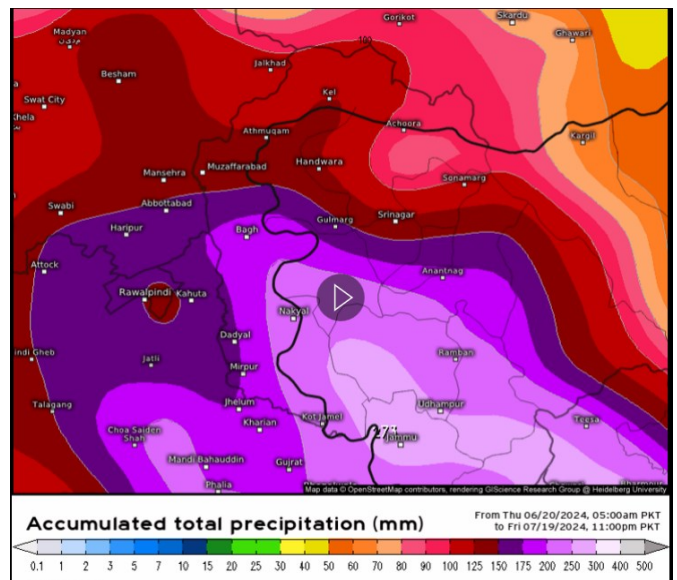 Gorikot
Skardu
Madyan
مدین
Ghawari
100
Jalkhad
Besham
Kel
Swat City
Khela
Achoora
Athmuqam
Kargil
Handwara
Muzaffarabad
Mansehra
Sonamarg
Abbottabad
Swabi
Srinagar
Gulmarg
Haripur
Bagh
Attock
Anantnag
Rawalpindi
Kahuta
Nakyal
Dadyal
Ramban
indi Gheb
Jatli
Mirpur
Talagang
Jhelum
Udhampur
Kot Jamel
Teesa
Choa Saiden
Shah
Kharian
Jammu
Mandi Bahauddin
Gujrat
Phalia
Map data © OpenStreetMap contributors, rendering GIScience Research Group @ Heidelberg University
Accumulated total precipitation (mm)
From Thu 06/20/2024, 05:00am PKT
to Fri 07/19/2024, 11:00pm PKT
0.1 1 2 3 5 7 10 15 20 25 30 40 50 60 70 80 90 100 125 150 175 200 250 300 400 500